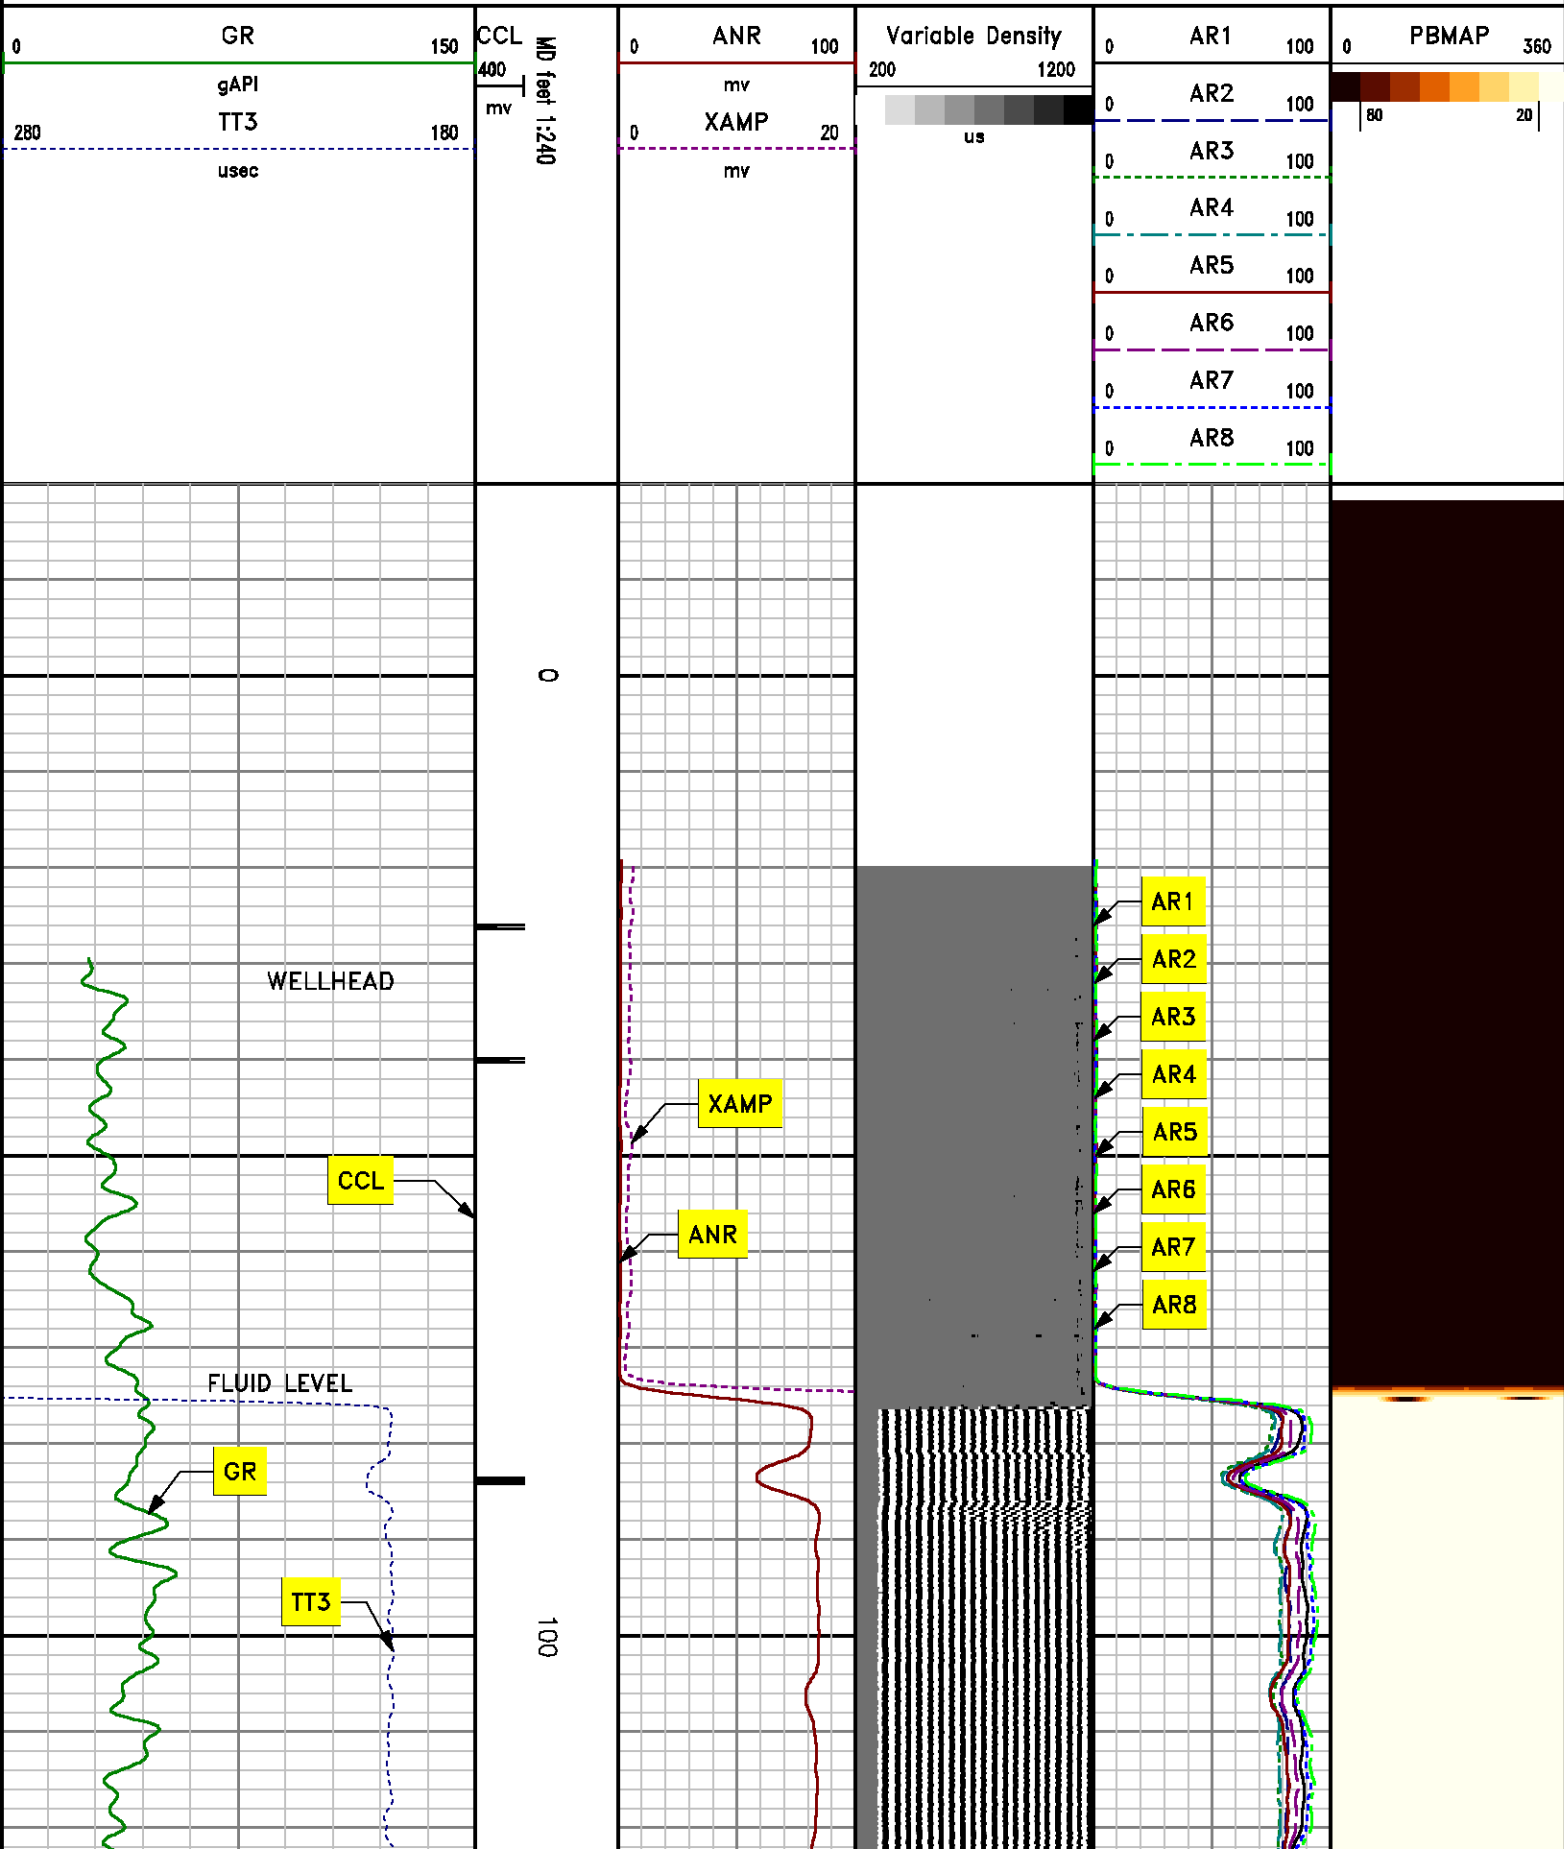 GR
0 150
gAPI
TT3
280 180
usec
CCL
400
mv
MD feet 1:240
ANR
0 100
mv
XAMP
0 20
mv
Variable Density
200 1200
us
AR1
0 100
AR2
0 100
AR3
0 100
AR4
0 100
AR5
0 100
AR6
0 100
AR7
0 100
AR8
0 100
PBMAP
0 360
80 20
0
WELLHEAD
AR1
AR2
AR3
AR4
AR5
AR6
AR7
AR8
XAMP
CCL
ANR
FLUID LEVEL
GR
TT3
100